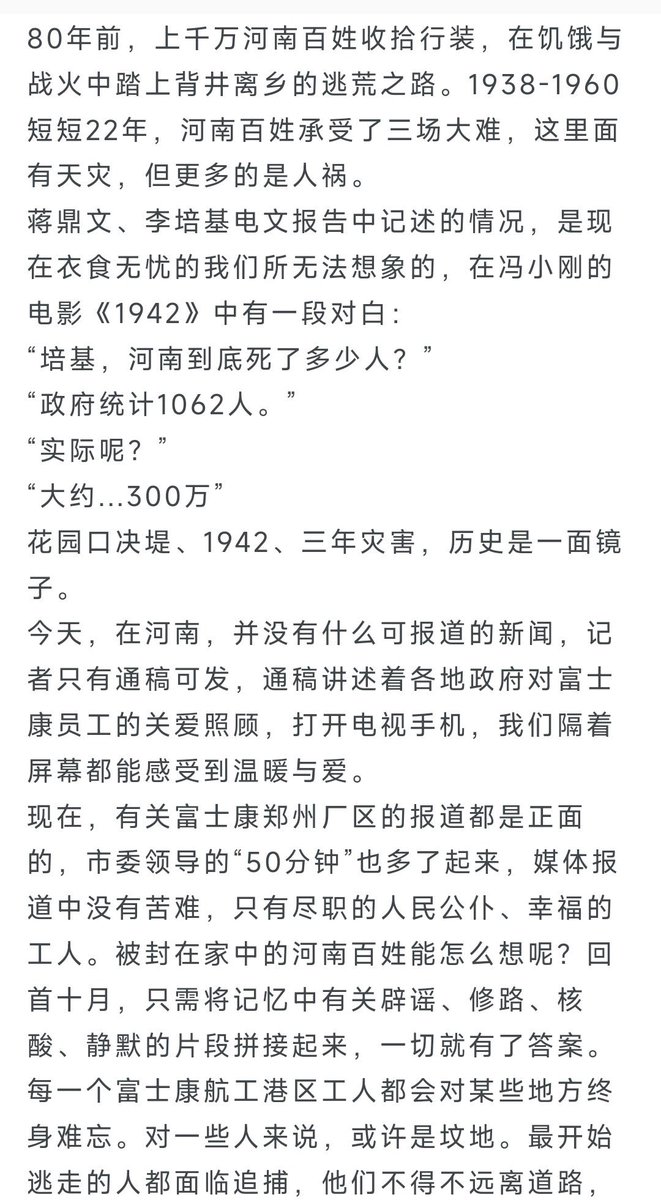 80年前，上千万河南百姓收拾行装，在饥饿与
战火中踏上背井离乡的逃荒之路。1938-1960
短短22年，河南百姓承受了三场大难，这里面
有天灾，但更多的是人祸。
蒋鼎文、李培基电文报告中记述的情况，是现
在衣食无忧的我们所无法想象的，在冯小刚的
电影《1942》中有一段对白：
“培基，河南到底死了多少人？”
“政府统计1062人。”
“实际呢？”
“大约...300万”
花园口决堤、1942、三年灾害，历史是一面镜
子。
今天，在河南，并没有什么可报道的新闻，记
者只有通稿可发，通稿讲述着各地政府对富士
康员工的关爱照顾，打开电视手机，我们隔着
屏幕都能感受到温暖与爱。
现在，有关富士康郑州厂区的报道都是正面
的，市委领导的“50分钟”也多了起来，媒体报
道中没有苦难，只有尽职的人民公仆、幸福的
工人。被封在家中的河南百姓能怎么想呢？回
首十月，只需将记忆中有关辟谣、修路、核
酸、静默的片段拼接起来，一切就有了答案。
每一个富士康航工港区工人都会对某些地方终
身难忘。对一些人来说，或许是坟地。最开始
逃走的人都面临追捕，他们不得不远离道路，